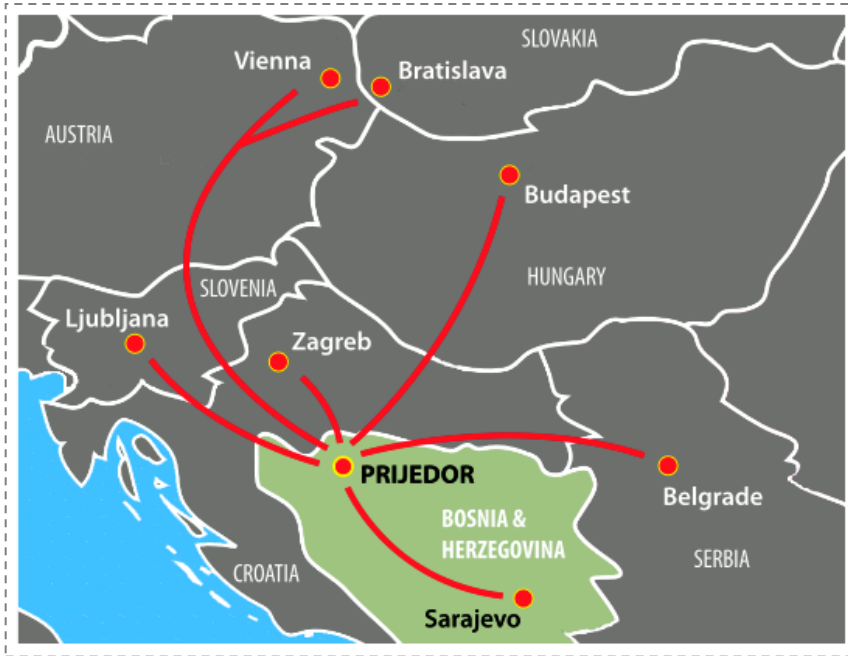 SLOVAKIA
Vienna
Bratislava
AUSTRIA
Budapest
HUNGARY
SLOVENIA
Ljubljana
Zagreb
PRIJEDOR
Belgrade
BOSNIA &
HERZEGOVINA
SERBIA
CROATIA
Sarajevo